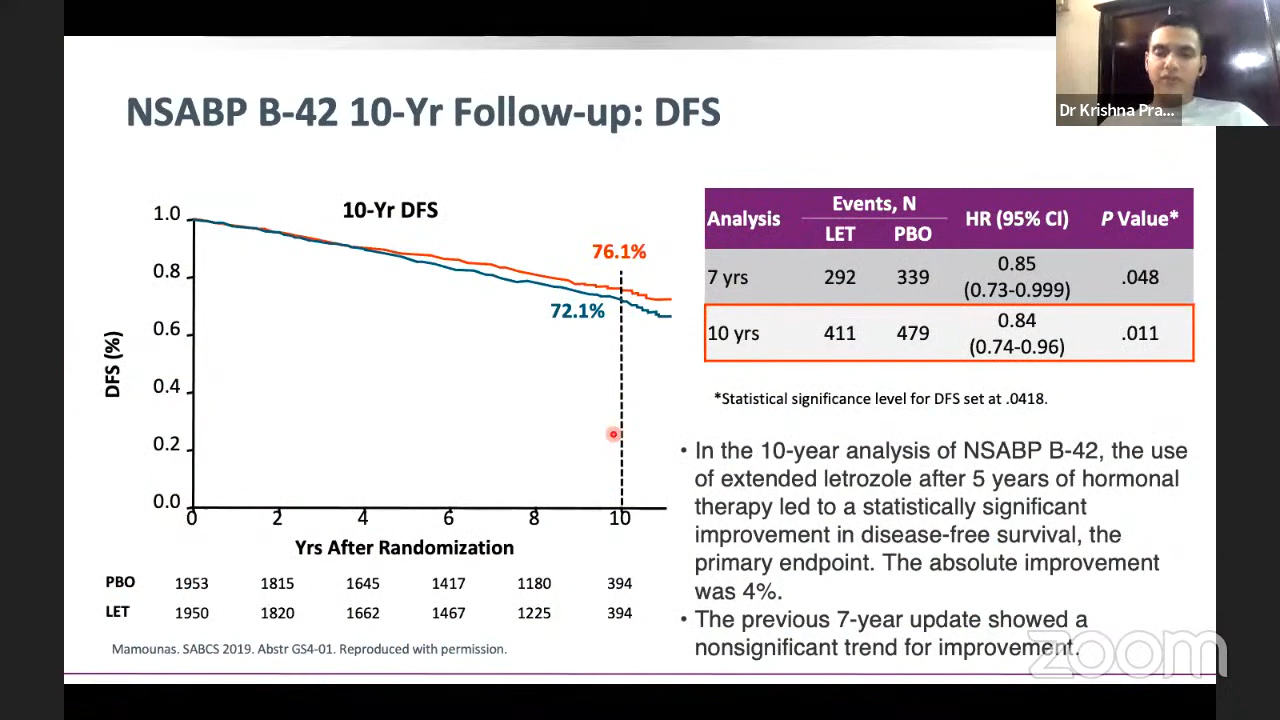 Dr Krishna Pra...
NSABP B-42 10-Yr Follow-up: DFS
10-Yr DFS
DFS (%)
1.0
0.8
0.6
0.4
0.2
0.0
76.1%
72.1%
0 2 4 6 8 10
Yrs After Randomization
PBO 1953 1815 1645 1417 1180 394
LET 1950 1820 1662 1467 1225 394
Mamounas. SABCS 2019. Abstr GS4-01. Reproduced with permission.
Analysis Events, N HR (95% CI) P Value*
LET PBO
7 yrs 292 339 0.85 (0.73-0.999) .048
10 yrs 411 479 0.84 (0.74-0.96) .011
*Statistical significance level for DFS set at .0418.
• In the 10-year analysis of NSABP B-42, the use
of extended letrozole after 5 years of hormonal
therapy led to a statistically significant
improvement in disease-free survival, the
primary endpoint. The absolute improvement
was 4%.
• The previous 7-year update showed a
nonsignificant trend for improvement.
zoom